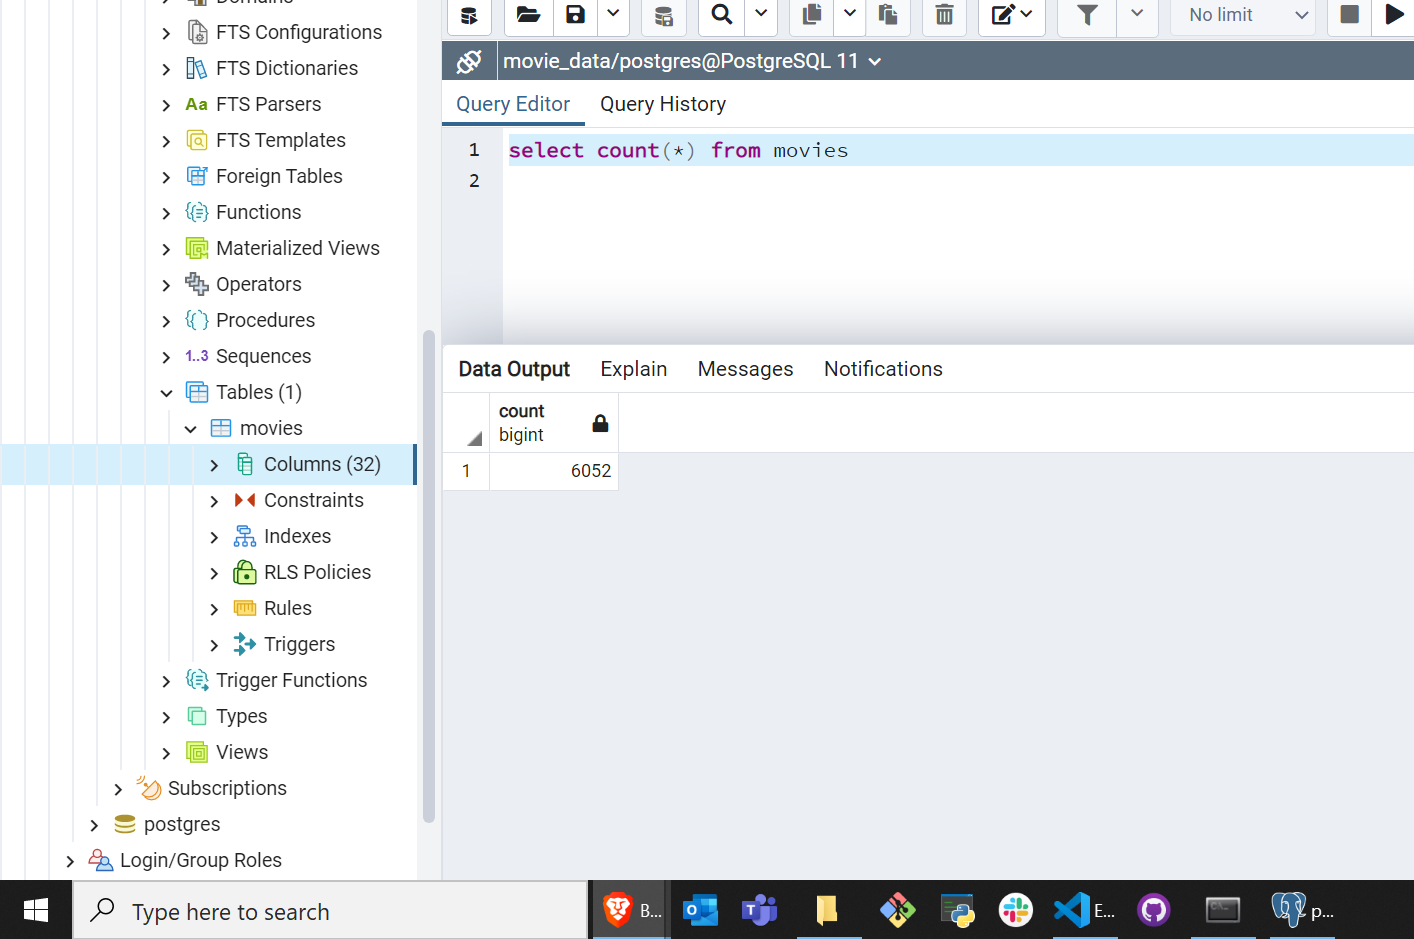 Domains
FTS Configurations
FTS Dictionaries
Aa FTS Parsers
FTS Templates
Foreign Tables
Functions
Materialized Views
Operators
Procedures
1..3 Sequences
Tables (1)
movies
Columns (32)
Constraints
Indexes
RLS Policies
Rules
Triggers
Trigger Functions
Types
Views
Subscriptions
postgres
Login/Group Roles
No limit
movie_data/postgres@PostgreSQL 11
Query Editor Query History
1 select count(*) from movies
2
Data Output Explain Messages Notifications
count
bigint
1 6052
Type here to search
B...
E...
p...